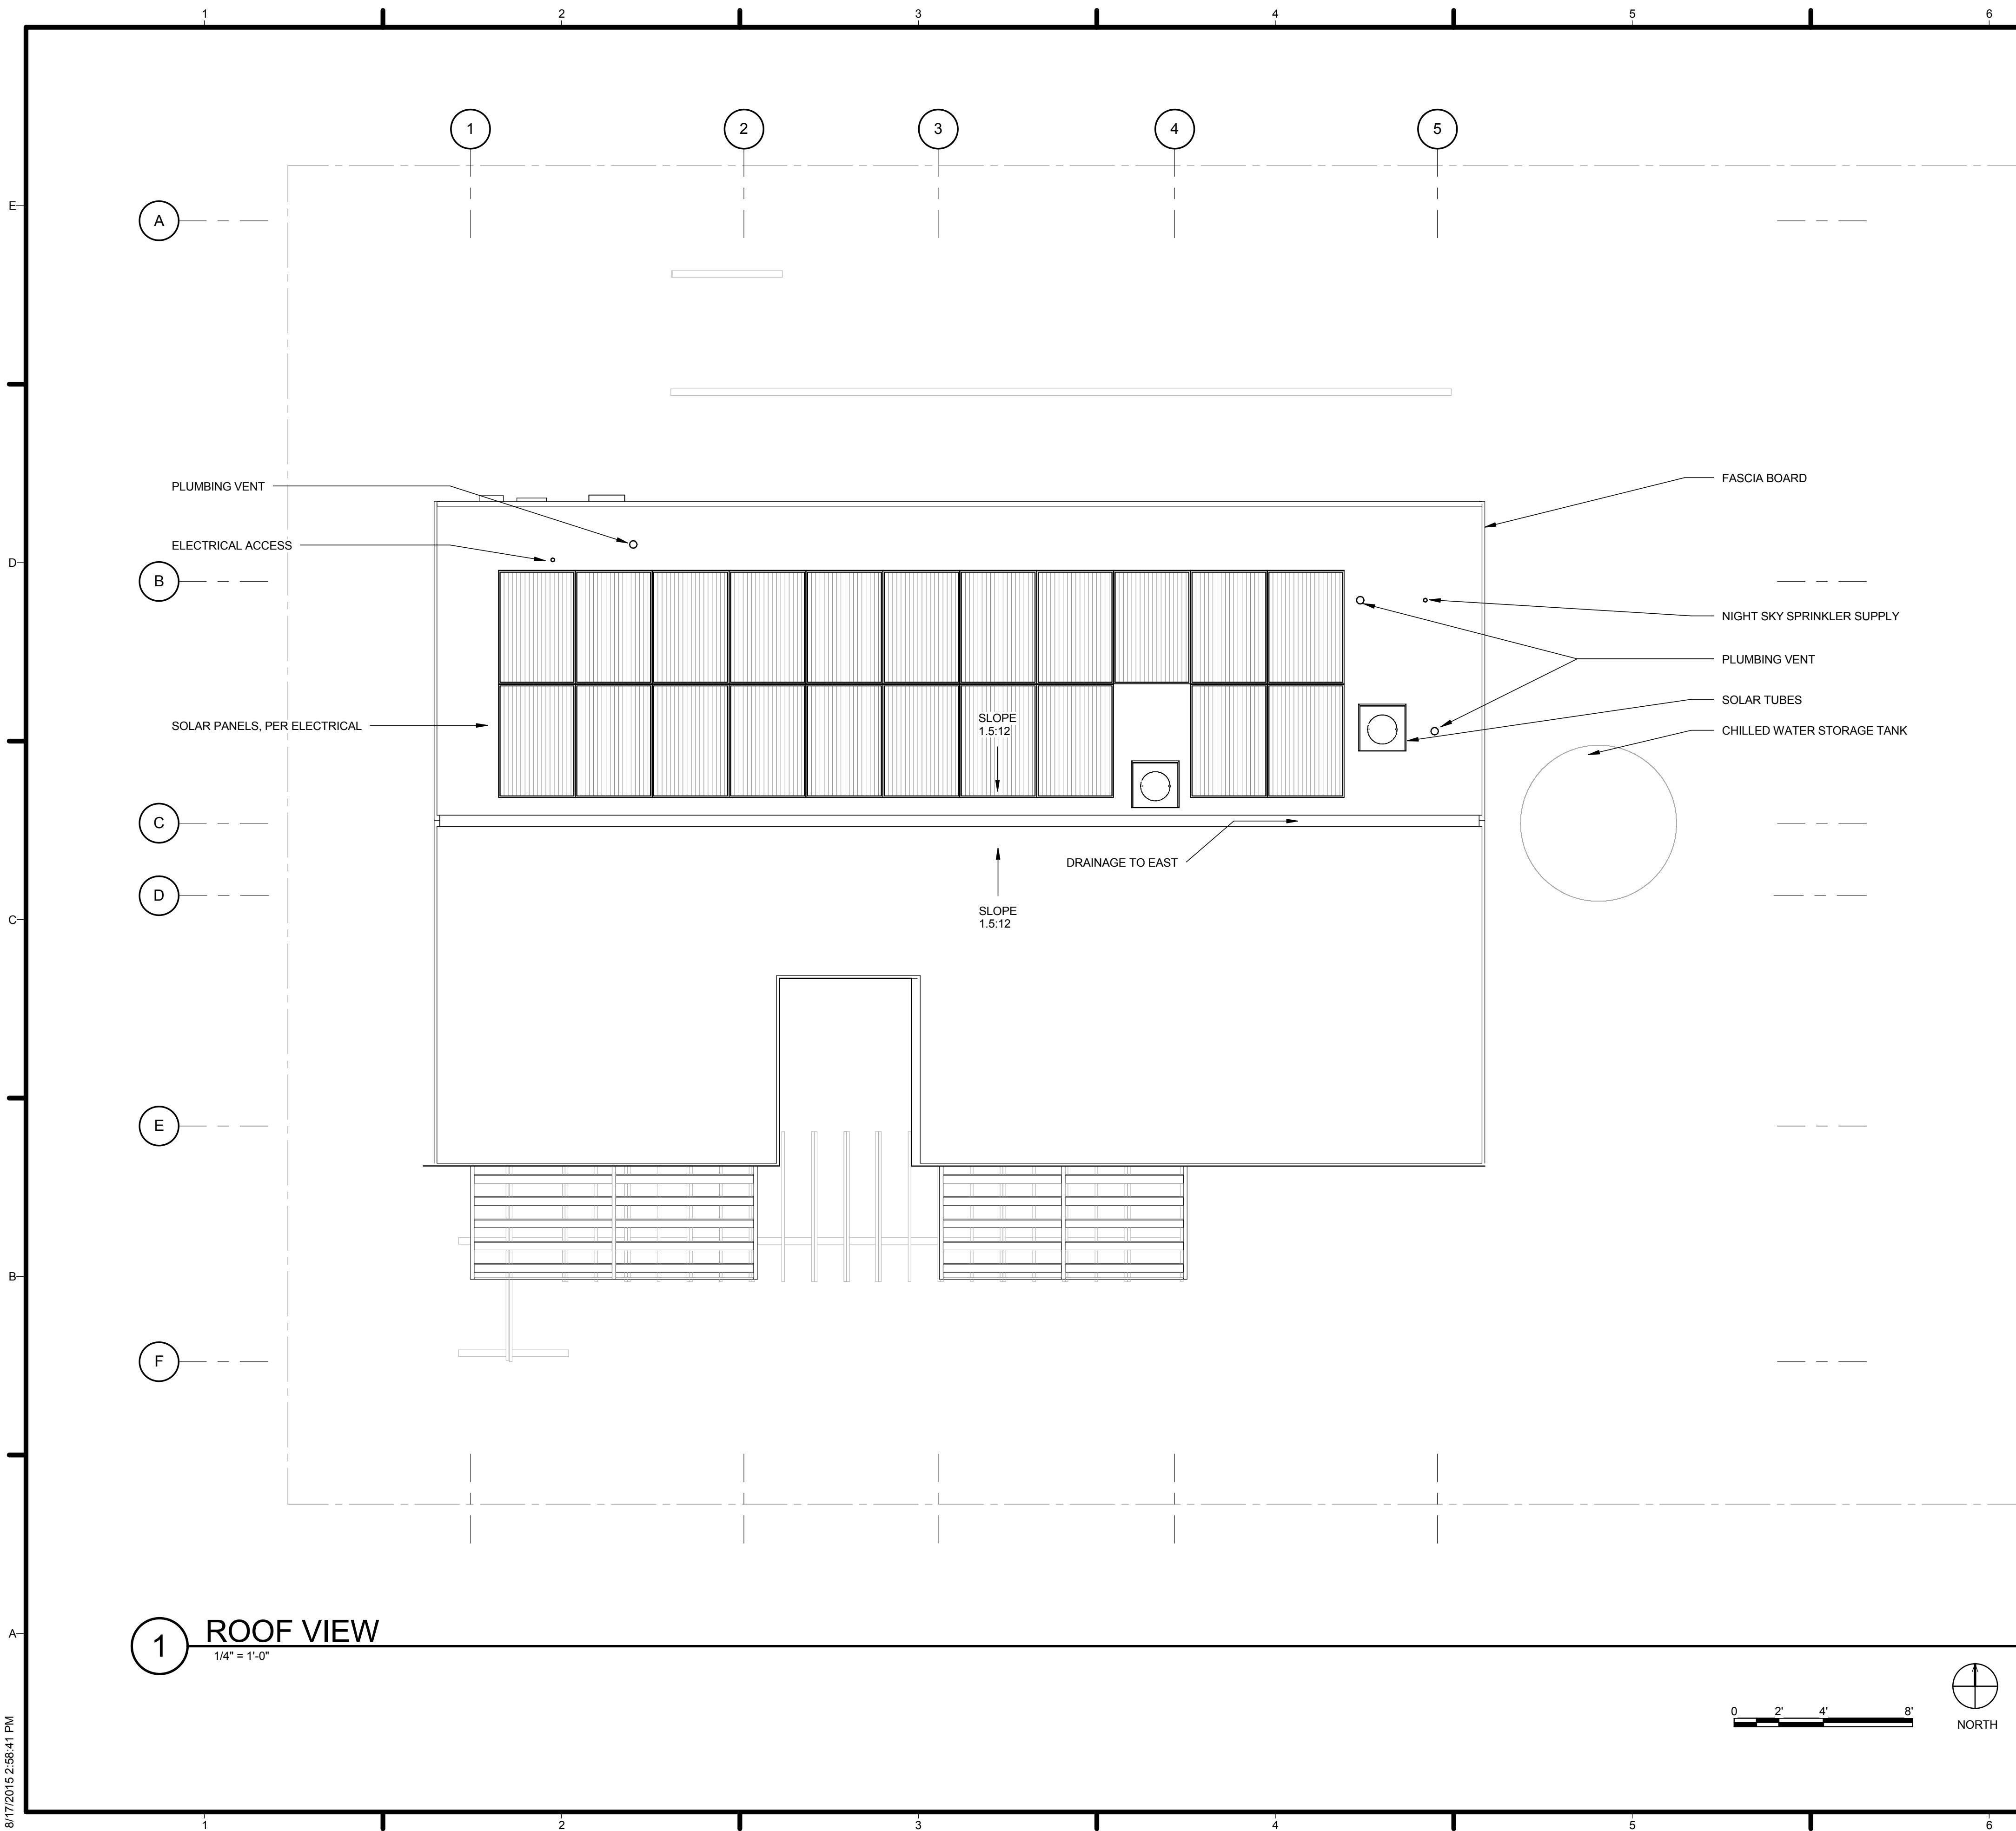 1 2 3 4 5 6
1 2 3 4 5
E
A
PLUMBING VENT
FASCIA BOARD
ELECTRICAL ACCESS
D
B
NIGHT SKY SPRINKLER SUPPLY
PLUMBING VENT
SOLAR TUBES
SOLAR PANELS, PER ELECTRICAL
SLOPE
1.5:12
CHILLED WATER STORAGE TANK
C
DRAINAGE TO EAST
D
C
SLOPE
1.5:12
E
B
F
A
1 ROOF VIEW
1/4" = 1'-0"
0 2' 4' 8'
NORTH
8/17/2015 2:58:41 PM
1 2 3 4 5 6